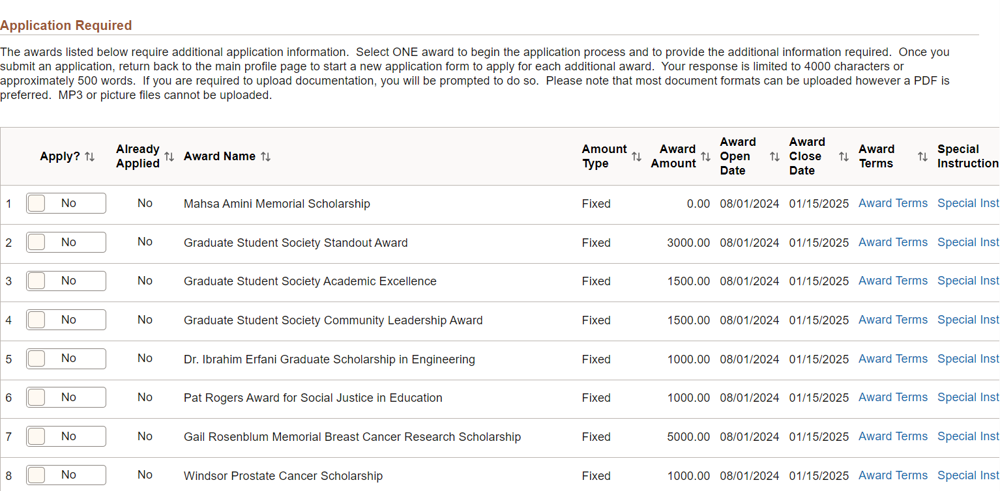 Application Required
The awards listed below require additional application information.  Select ONE award to begin the application process and to provide the additional information required.  Once you
submit an application, return back to the main profile page to start a new application form to apply for each additional award.  Your response is limited to 4000 characters or
approximately 500 words.  If you are required to upload documentation, you will be prompted to do so.  Please note that most document formats can be uploaded however a PDF is
preferred.  MP3 or picture files cannot be uploaded.
Apply? Already Applied Award Name Amount Type Award Amount Award Open Date Award Close Date Award Terms Special Instruction
1 No No Mahsa Amini Memorial Scholarship Fixed 0.00 08/01/2024 01/15/2025 Award Terms Special Inst
2 No No Graduate Student Society Standout Award Fixed 3000.00 08/01/2024 01/15/2025 Award Terms Special Inst
3 No No Graduate Student Society Academic Excellence Fixed 1500.00 08/01/2024 01/15/2025 Award Terms Special Inst
4 No No Graduate Student Society Community Leadership Award Fixed 1500.00 08/01/2024 01/15/2025 Award Terms Special Inst
5 No No Dr. Ibrahim Erfani Graduate Scholarship in Engineering Fixed 1000.00 08/01/2024 01/15/2025 Award Terms Special Inst
6 No No Pat Rogers Award for Social Justice in Education Fixed 1000.00 08/01/2024 01/15/2025 Award Terms Special Inst
7 No No Gail Rosenblum Memorial Breast Cancer Research Scholarship Fixed 5000.00 08/01/2024 01/15/2025 Award Terms Special Inst
8 No No Windsor Prostate Cancer Scholarship Fixed 1000.00 08/01/2024 01/15/2025 Award Terms Special Inst